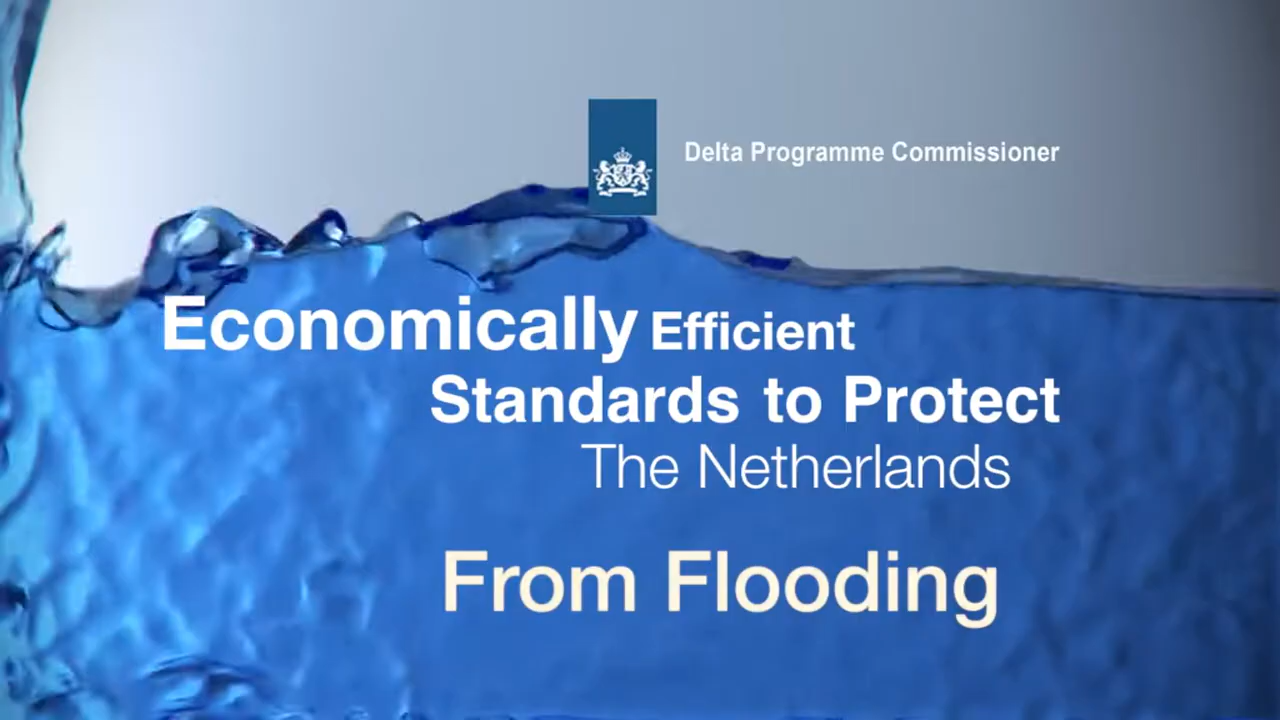 Delta Programme Commissioner
Economically Efficient
Standards to Protect
The Netherlands
From Flooding